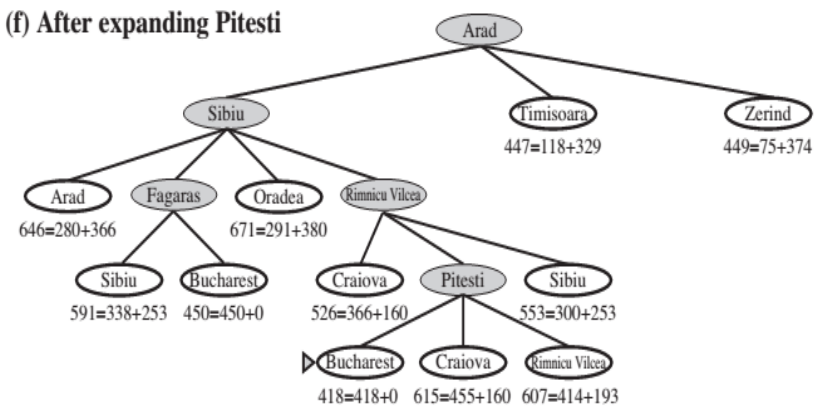 (f) After expanding Pitesti
Arad
Sibiu
Timisoara
Zerind
447=118+329
449=75+374
Arad
Fagaras
Oradea
Rimnicu Vilcea
646=280+366
671=291+380
Sibiu
Bucharest
Craiova
Pitesti
Sibiu
591=338+253
450=450+0
526=366+160
553=300+253
Bucharest
Craiova
Rimnicu Vilcea
418=418+0
615=455+160
607=414+193